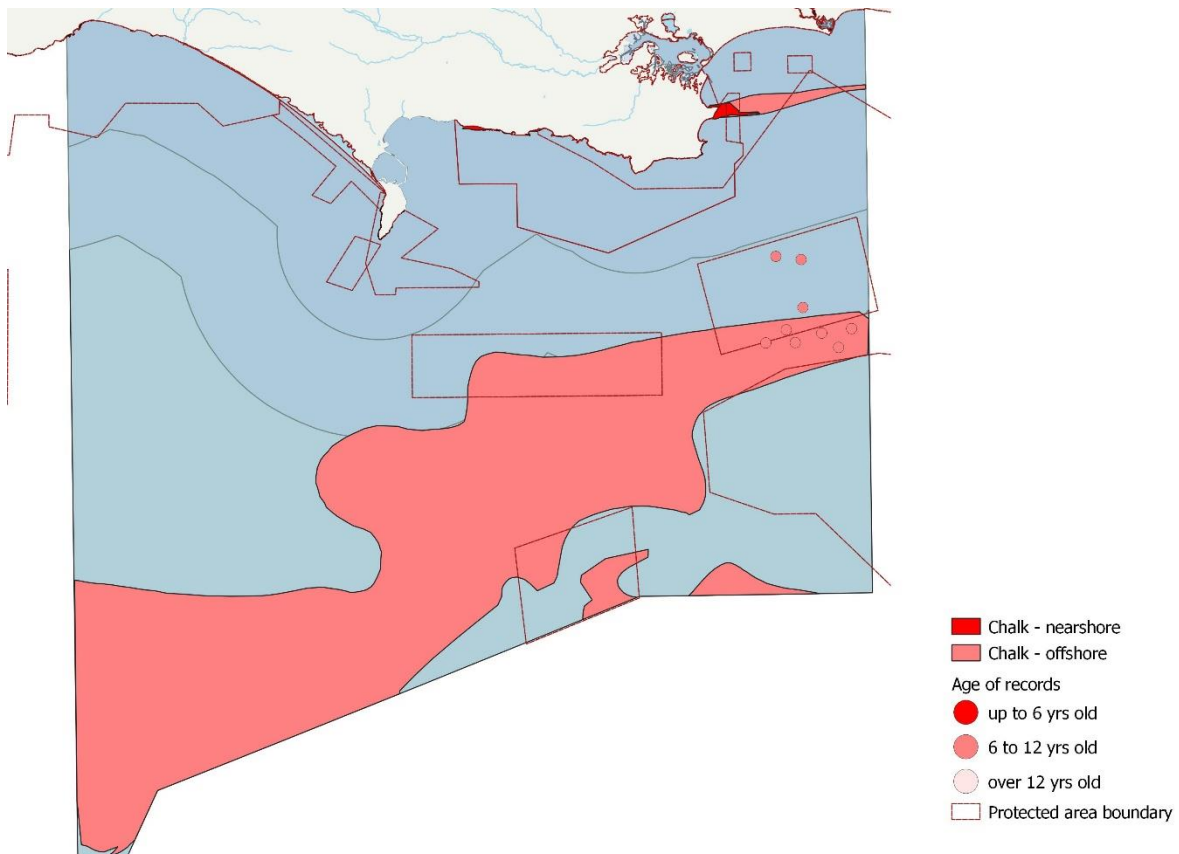 Chalk - nearshore
Chalk - offshore
Age of records
up to 6 yrs old
6 to 12 yrs old
over 12 yrs old
Protected area boundary